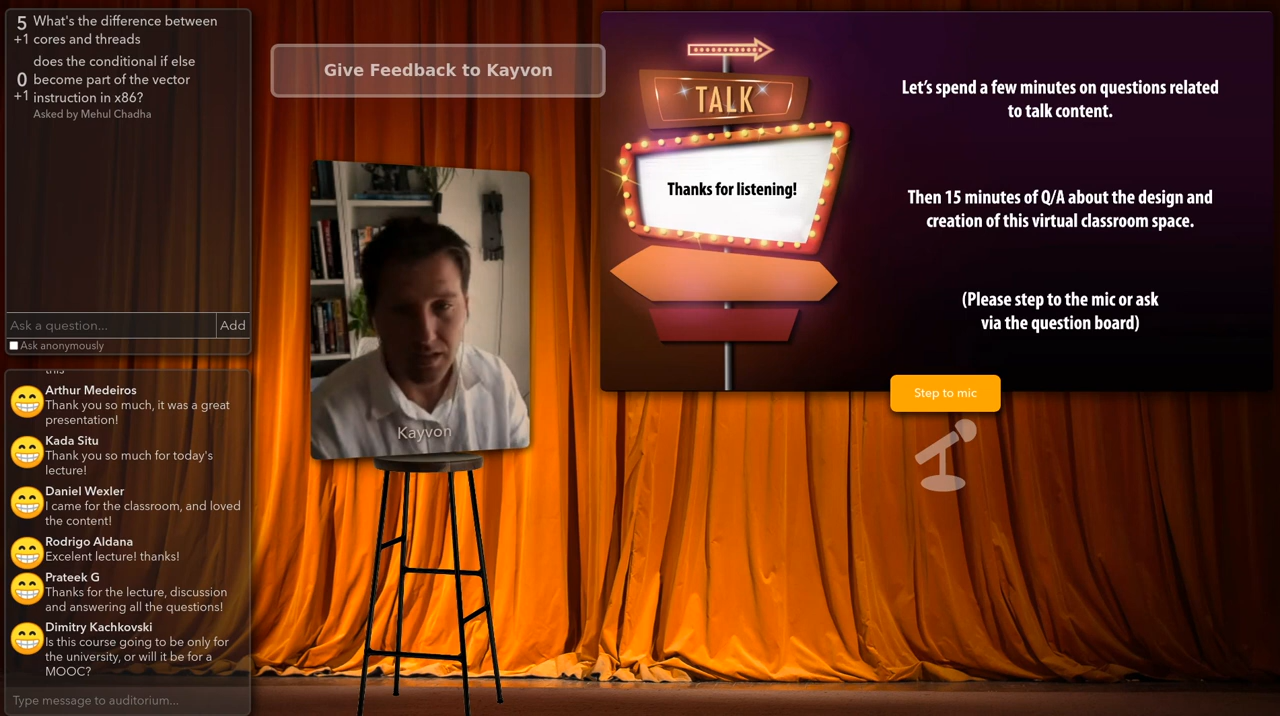 5 What's the difference between
+1 cores and threads
does the conditional if else
0 become part of the vector
+1 instruction in x86?
Asked by Mehul Chadha
Ask a question... Add
Ask anonymously
this
Arthur Medeiros
Thank you so much, it was a great
presentation!
Kada Situ
Thank you so much for today's
lecture!
Daniel Wexler
I came for the classroom, and loved
the content!
Rodrigo Aldana
Excelent lecture! thanks!
Prateek G
Thanks for the lecture, discussion
and answering all the questions!
Dimitry Kachkovski
Is this course going to be only for
the university, or will it be for a
MOOC?
Type message to auditorium...
Give Feedback to Kayvon
Kayvon
TALK
Thanks for listening!
Let's spend a few minutes on questions related
to talk content.
Then 15 minutes of Q/A about the design and
creation of this virtual classroom space.
(Please step to the mic or ask
via the question board)
Step to mic